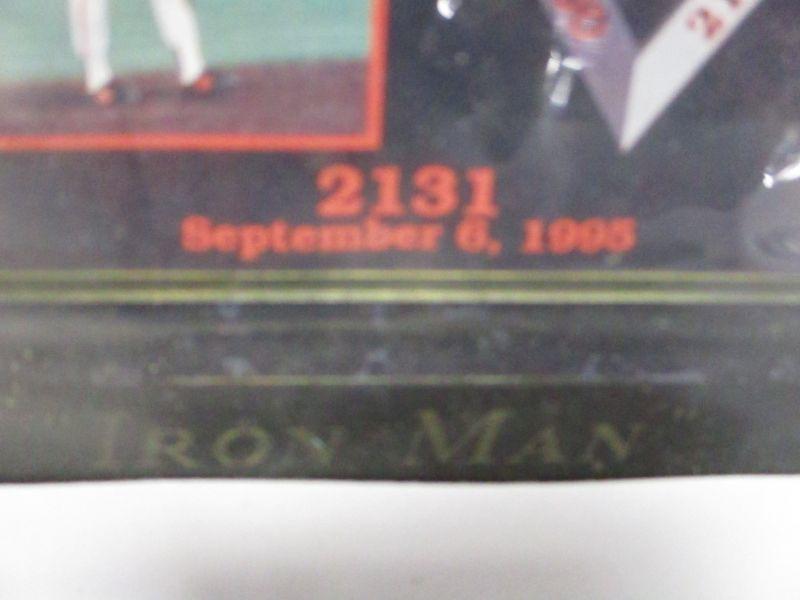 2131
September 6, 1995
"IRON MAN"